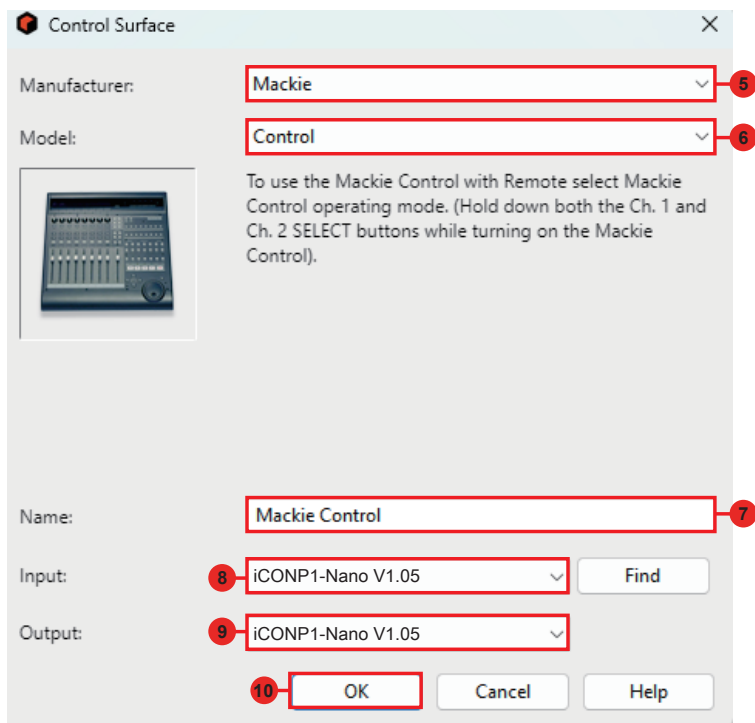 Control Surface
Manufacturer: Mackie 5
Model: Control 6
To use the Mackie Control with Remote select Mackie
Control operating mode. (Hold down both the Ch. 1 and
Ch. 2 SELECT buttons while turning on the Mackie
Control).
Name: Mackie Control 7
Input: 8 iCONP1-Nano V1.05 Find
Output: 9 iCONP1-Nano V1.05
10 OK Cancel Help